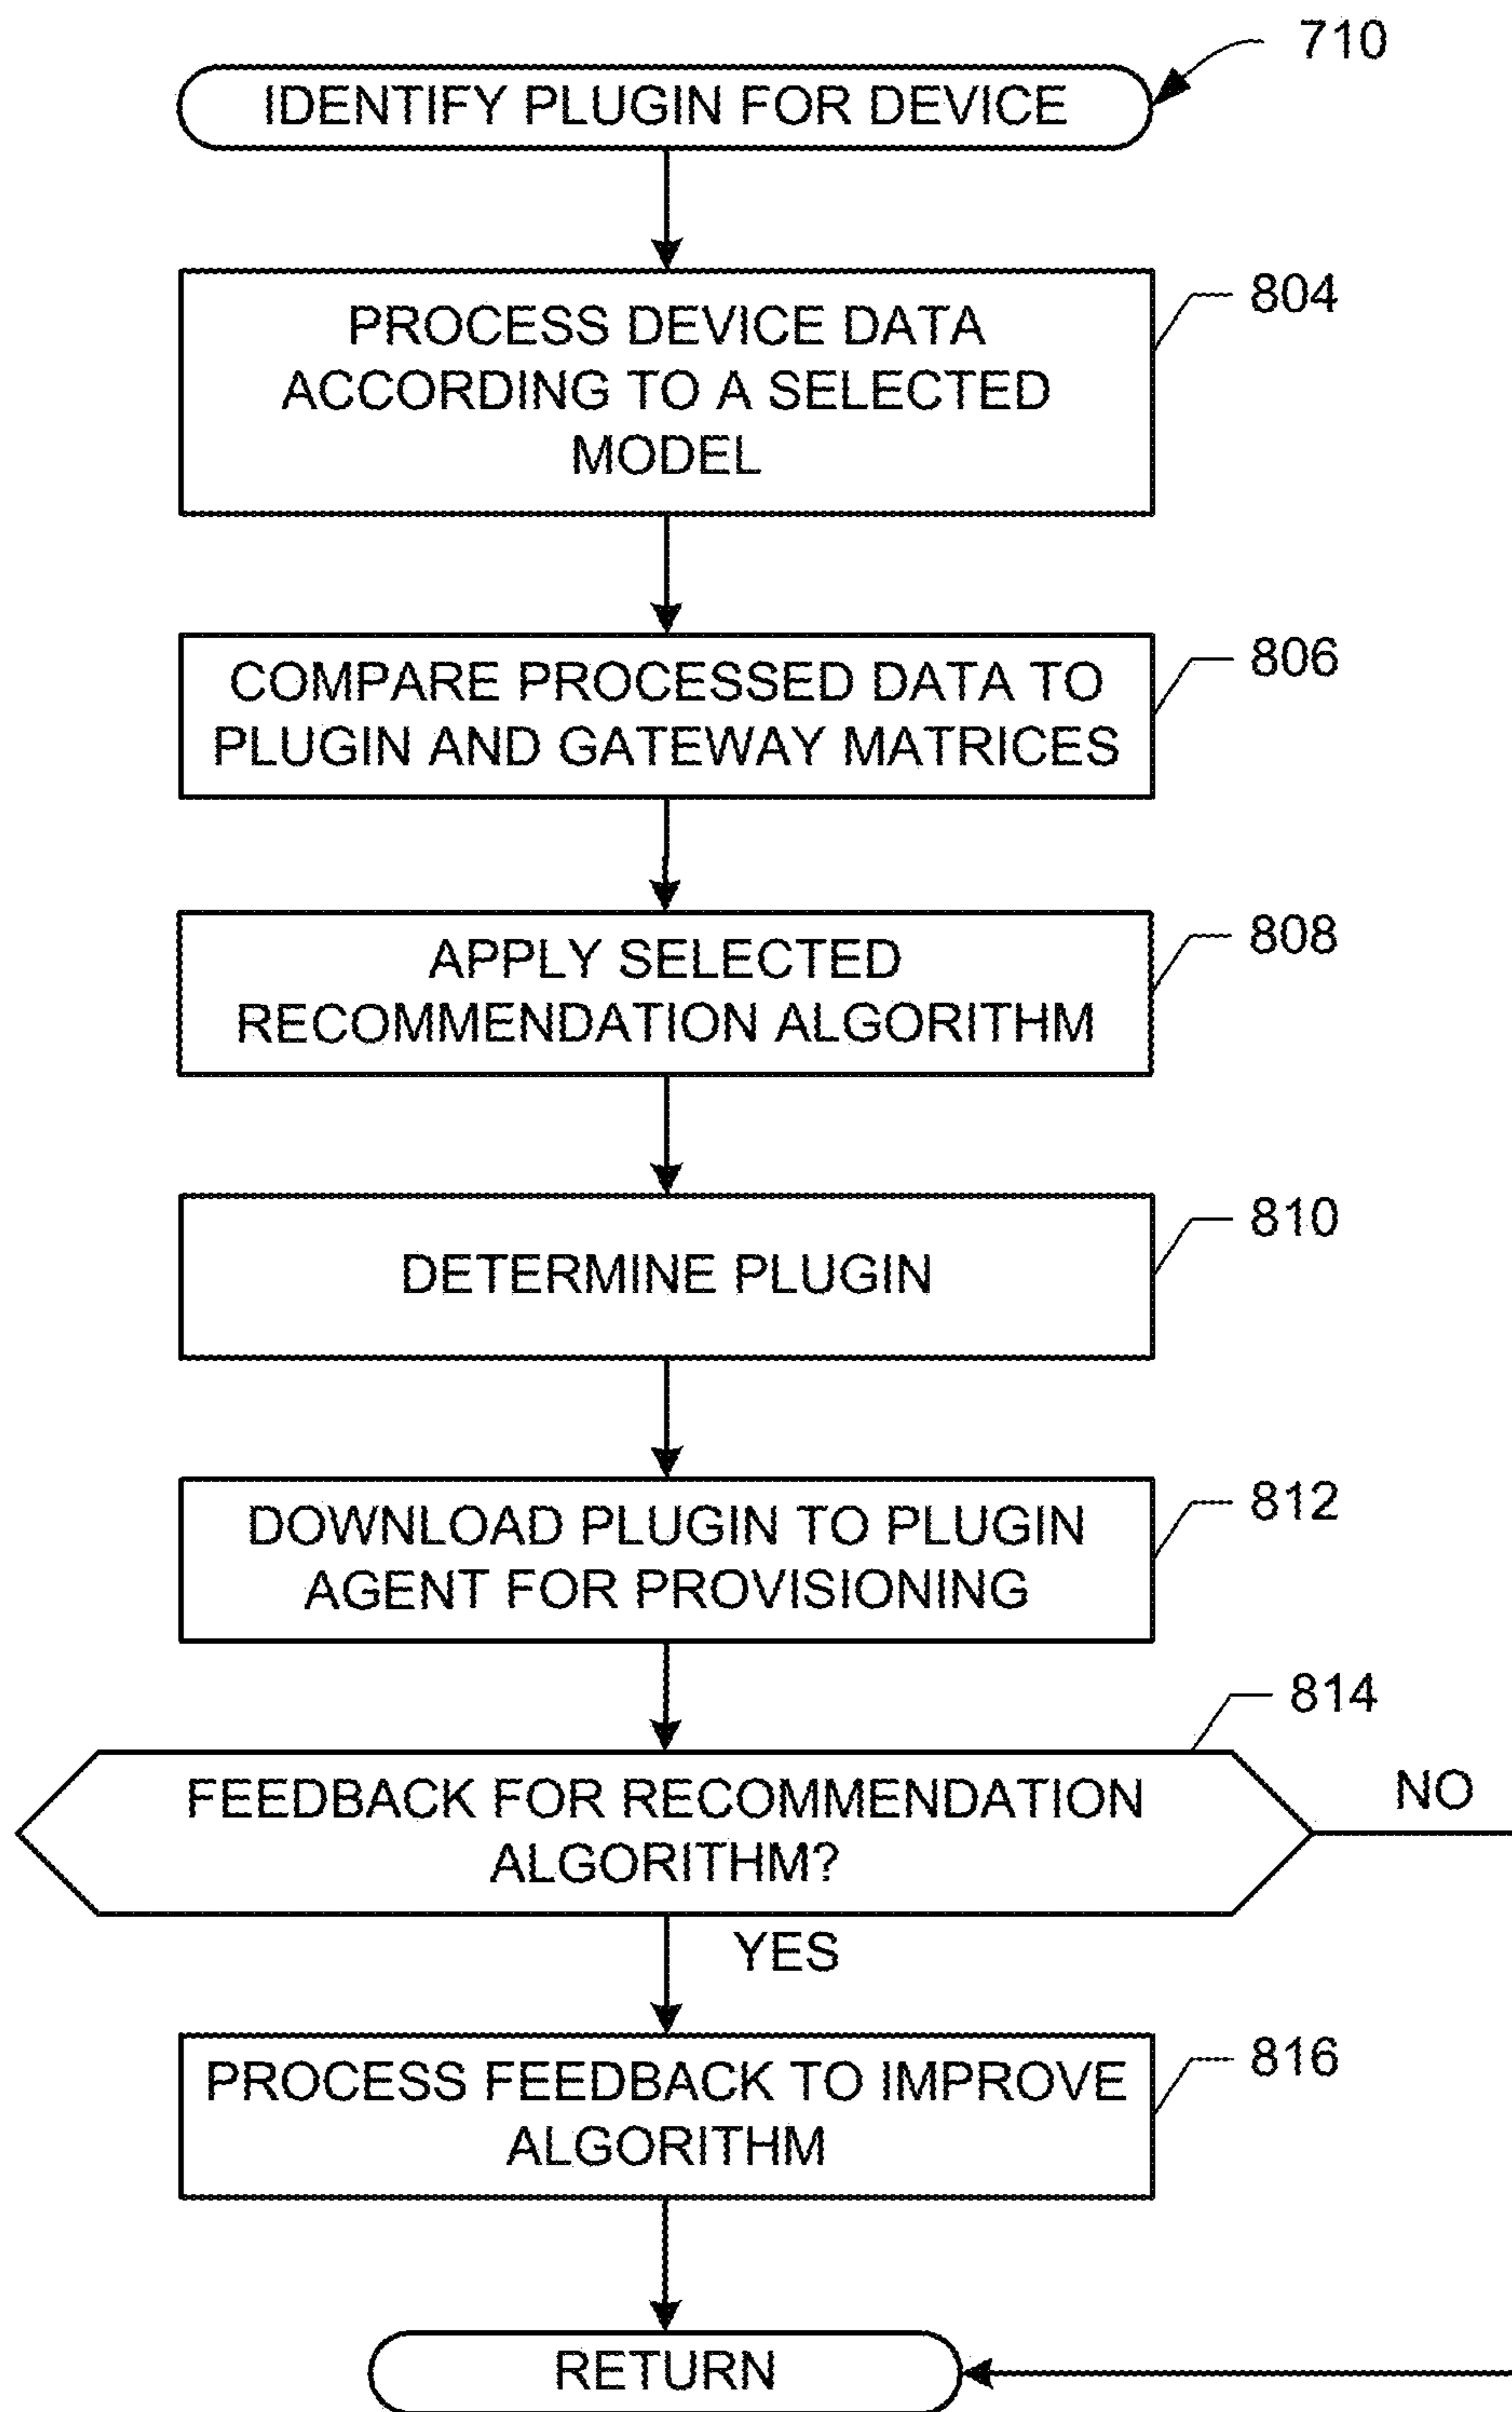 710
IDENTIFY PLUGIN FOR DEVICE
804
PROCESS DEVICE DATA
ACCORDING TO A SELECTED
MODEL
806
COMPARE PROCESSED DATA TO
PLUGIN AND GATEWAY MATRICES
808
APPLY SELECTED
RECOMMENDATION ALGORITHM
810
DETERMINE PLUGIN
812
DOWNLOAD PLUGIN TO PLUGIN
AGENT FOR PROVISIONING
814
FEEDBACK FOR RECOMMENDATION
ALGORITHM?
NO
YES
816
PROCESS FEEDBACK TO IMPROVE
ALGORITHM
RETURN